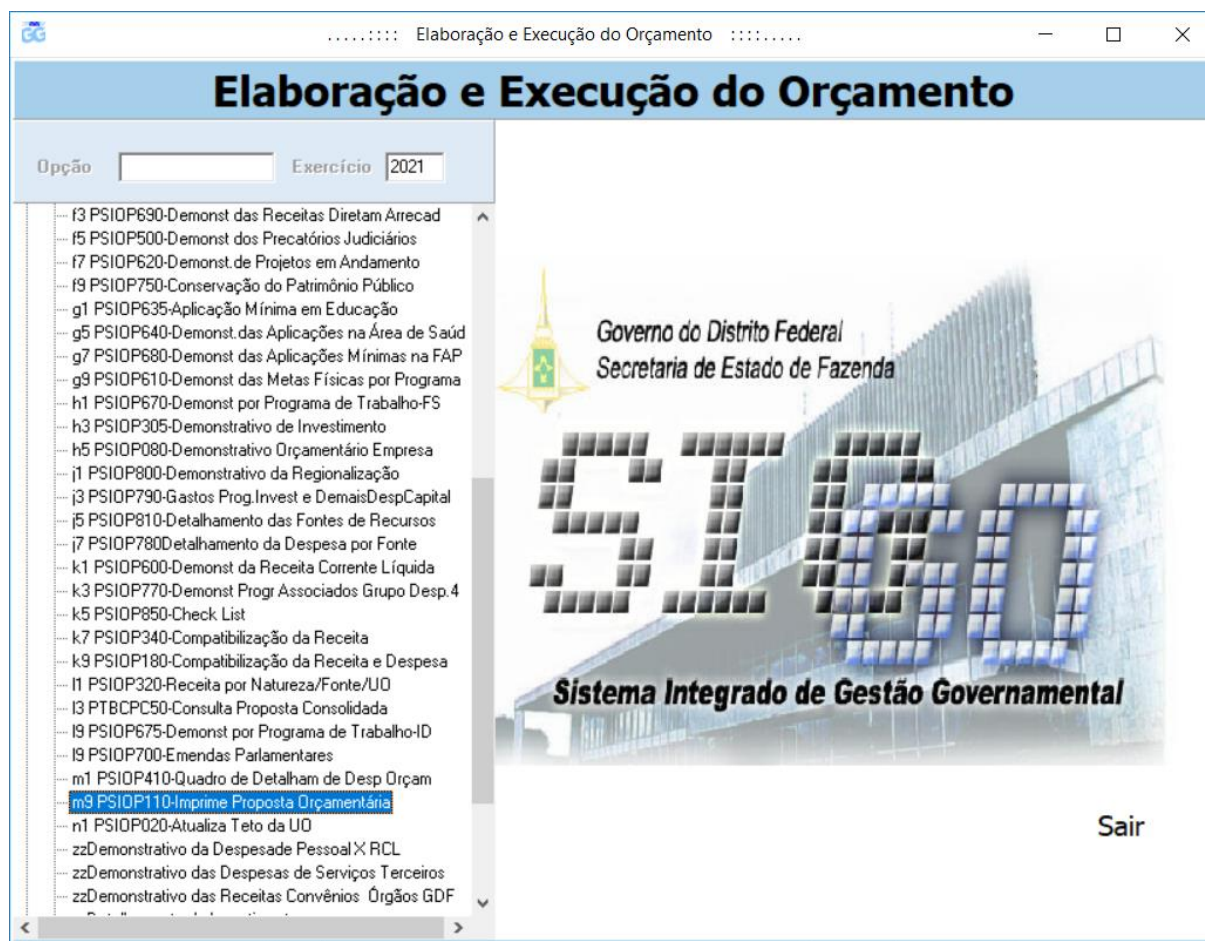 .....:::: Elaboração e Execução do Orçamento ::::.....
Elaboração e Execução do Orçamento
Opção
Exercício 2021
f3 PSIOP690-Demonst das Receitas Diretam Arrecad
f5 PSIOP500-Demonst dos Precatórios Judiciários
f7 PSIOP620-Demonst.de Projetos em Andamento
f9 PSIOP750-Conservação do Patrimônio Público
g1 PSIOP635-Aplicação Mínima em Educação
g5 PSIOP640-Demonst.das Aplicações na Área de Saúd
g7 PSIOP680-Demonst das Aplicações Mínimas na FAP
g9 PSIOP610-Demonst das Metas Físicas por Programa
h1 PSIOP670-Demonst por Programa de Trabalho-FS
h3 PSIOP305-Demonstrativo de Investimento
h5 PSIOP080-Demonstrativo Orçamentário Empresa
j1 PSIOP800-Demonstrativo da Regionalização
j3 PSIOP790-Gastos Prog.Invest e DemaisDespCapital
j5 PSIOP810-Detalhamento das Fontes de Recursos
j7 PSIOP780Detalhamento da Despesa por Fonte
k1 PSIOP600-Demonst da Receita Corrente Líquida
k3 PSIOP770-Demonst Progr Associados Grupo Desp.4
k5 PSIOP850-Check List
k7 PSIOP340-Compatibilização da Receita
k9 PSIOP180-Compatibilização da Receita e Despesa
l1 PSIOP320-Receita por Natureza/Fonte/UO
l3 PTBCPC50-Consulta Proposta Consolidada
l9 PSIOP675-Demonst por Programa de Trabalho-ID
l9 PSIOP700-Emendas Parlamentares
m1 PSIOP410-Quadro de Detalham de Desp Orçam
m9 PSIOP110-Imprime Proposta Orçamentária
n1 PSIOP020-Atualiza Teto da UO
zzDemonstrativo da Despesade Pessoal X RCL
zzDemonstrativo das Despesas de Serviços Terceiros
zzDemonstrativo das Receitas Convênios Órgãos GDF
Governo do Distrito Federal
Secretaria de Estado de Fazenda
SIG
GO
Sistema Integrado de Gestão Governamental
Sair